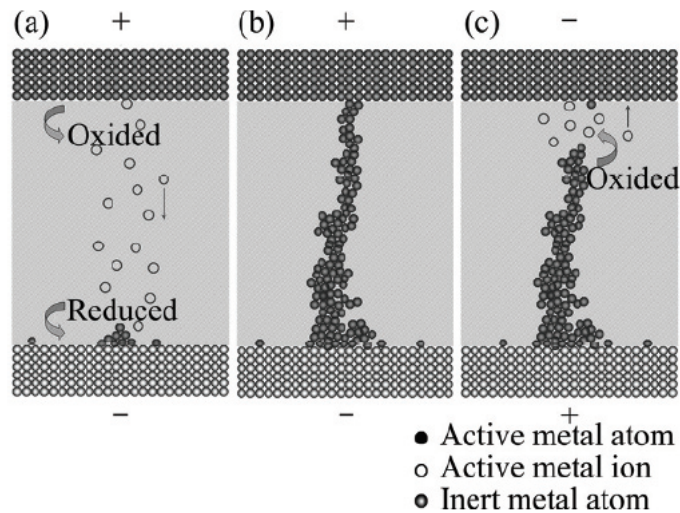 (a) + (b) + (c) −
Oxided
Oxided
Reduced
− − +
Active metal atom
Active metal ion
Inert metal atom